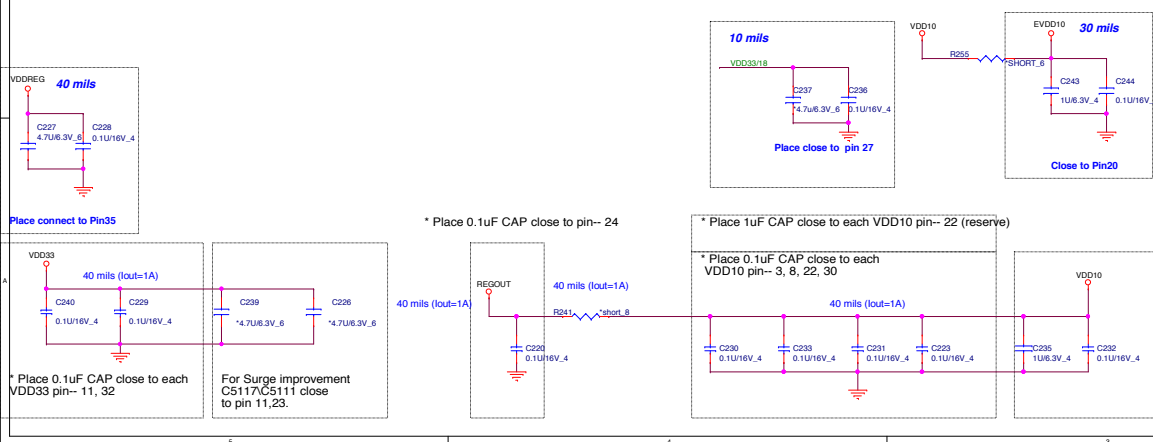 VDDREG
40 mils
C227
4.7U/6.3V_6
C228
0.1U/16V_4
Place connect to Pin35
10 mils
VDD33/18
C237
*4.7u/6.3V_6
C236
0.1U/16V_4
Place close to pin 27
VDD10
R255
*SHORT_6
EVDD10
30 mils
C243
1U/6.3V_4
C244
0.1U/16V_
Close to Pin20
* Place 0.1uF CAP close to pin-- 24
* Place 1uF CAP close to each VDD10 pin-- 22 (reserve)
* Place 0.1uF CAP close to each
VDD10 pin-- 3, 8, 22, 30
A
VDD33
40 mils (Iout=1A)
C240
0.1U/16V_4
C229
0.1U/16V_4
C239
*4.7U/6.3V_6
C226
*4.7U/6.3V_6
* Place 0.1uF CAP close to each
VDD33 pin-- 11, 32
For Surge improvement
C5117\C5111 close
to pin 11,23.
40 mils (Iout=1A)
REGOUT
40 mils (Iout=1A)
R241
*short_8
C220
0.1U/16V_4
40 mils (Iout=1A)
C230
0.1U/16V_4
C233
0.1U/16V_4
C231
0.1U/16V_4
C223
0.1U/16V_4
VDD10
C235
1U/6.3V_4
C232
0.1U/16V_4